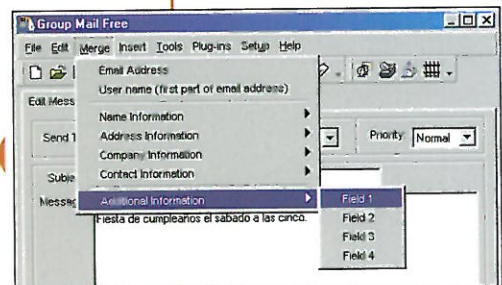 Group Mail Free
File Edit Merge Insert Tools Plug-ins Setup Help
Email Address
User name (first part of email address)
Edit Mess
Name Information
Send T
Address Information
Priority: Normal
Company Information
Contact Information
Subje
Additional Information Field 1
Messag
Fiesta de cumpleaños el sabado a las cinco.
Field 2
Field 3
Field 4